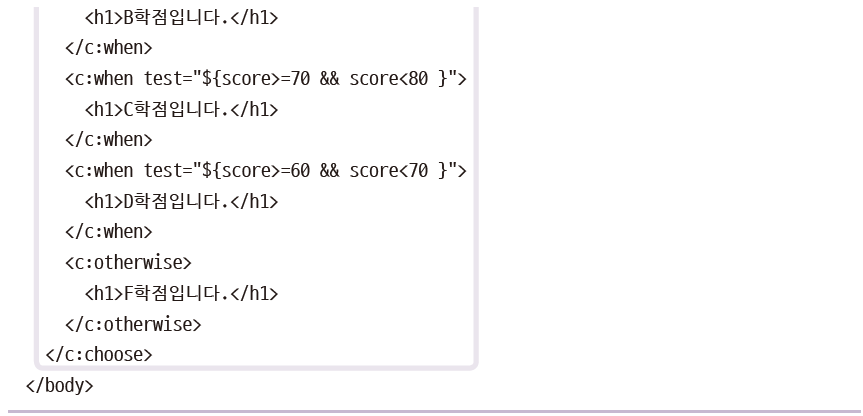 <h1>B학점입니다.</h1>
</c:when>
<c:when test="${score>=70 && score<80 }">
<h1>C학점입니다.</h1>
</c:when>
<c:when test="${score>=60 && score<70 }">
<h1>D학점입니다.</h1>
</c:when>
<c:otherwise>
<h1>F학점입니다.</h1>
</c:otherwise>
</c:choose>
</body>